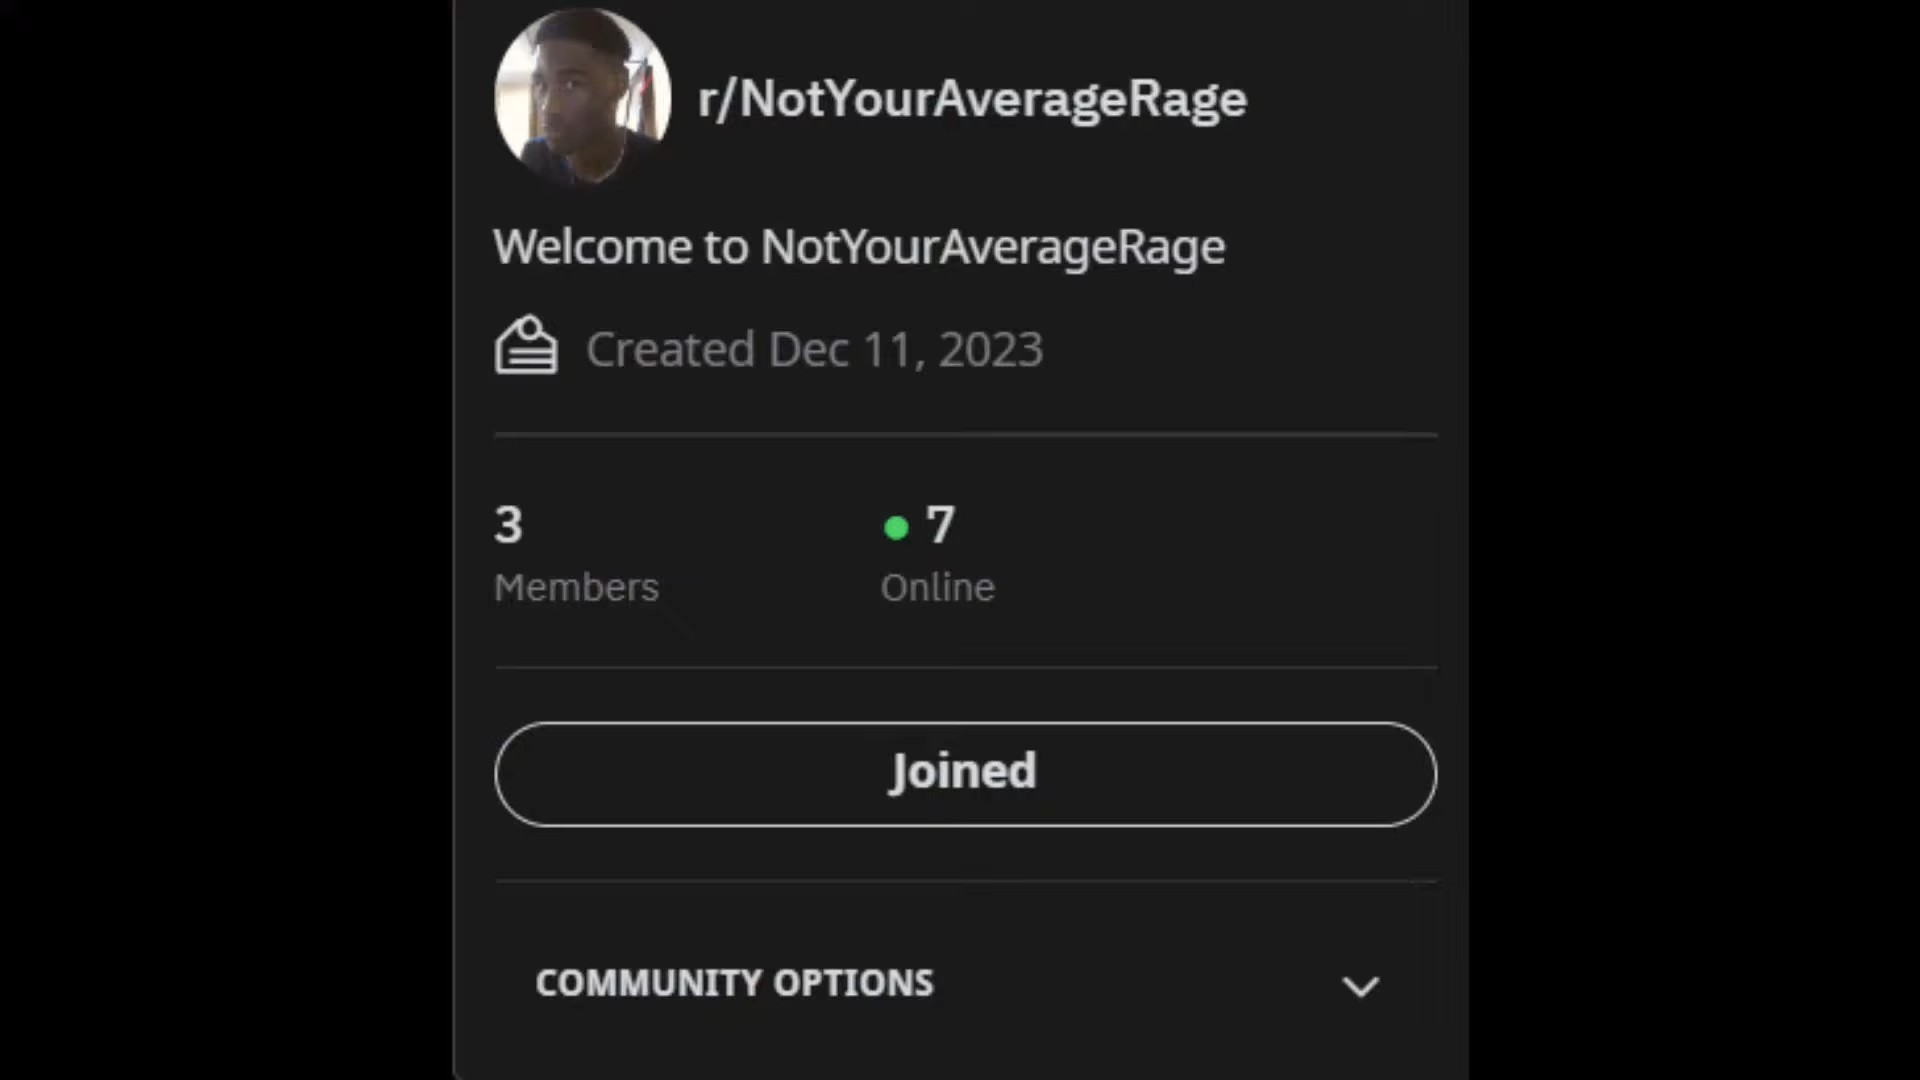 r/NotYourAverageRage
Welcome to NotYourAverageRage
Created Dec 11, 2023
3
7
Members
Online
Joined
COMMUNITY OPTIONS